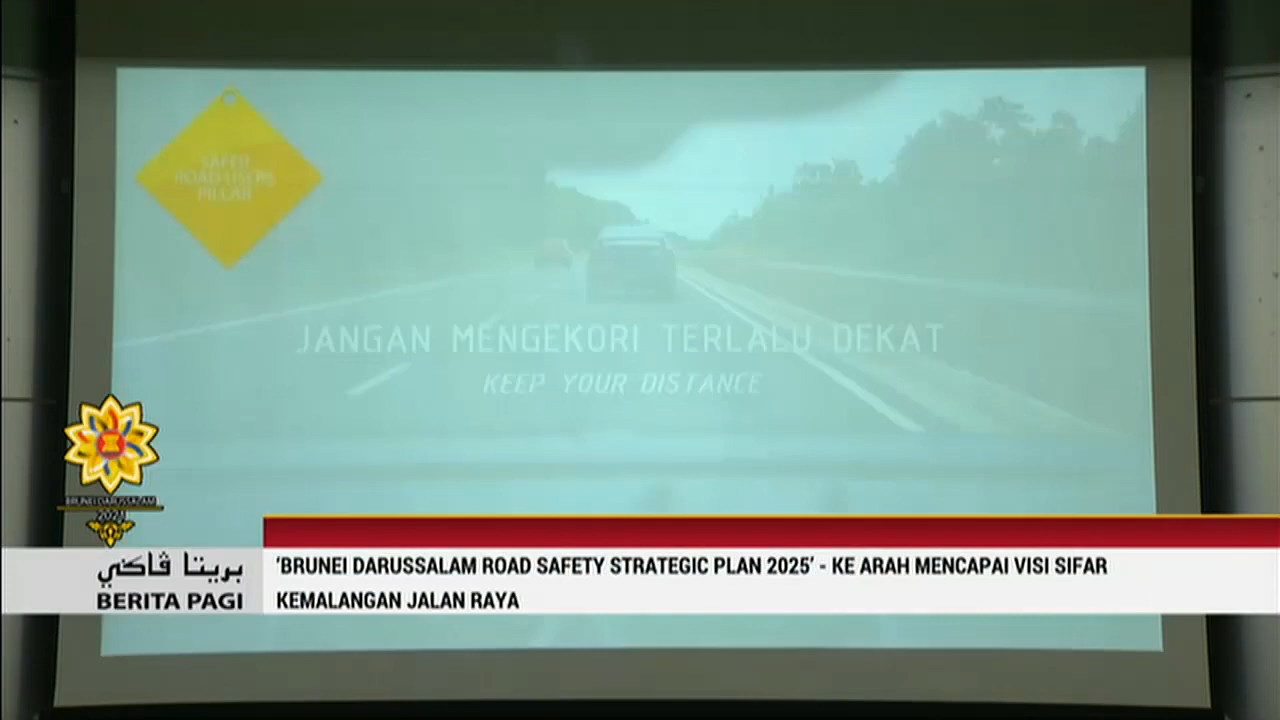 SAFER
ROAD USERS
PILLAR
JANGAN MENGEKORI TERLALU DEKAT
KEEP YOUR DISTANCE
BRUNEI DARUSSALAM
2021
بريتا ڤاݢي
BERITA PAGI
‘BRUNEI DARUSSALAM ROAD SAFETY STRATEGIC PLAN 2025’ - KE ARAH MENCAPAI VISI SIFAR
KEMALANGAN JALAN RAYA